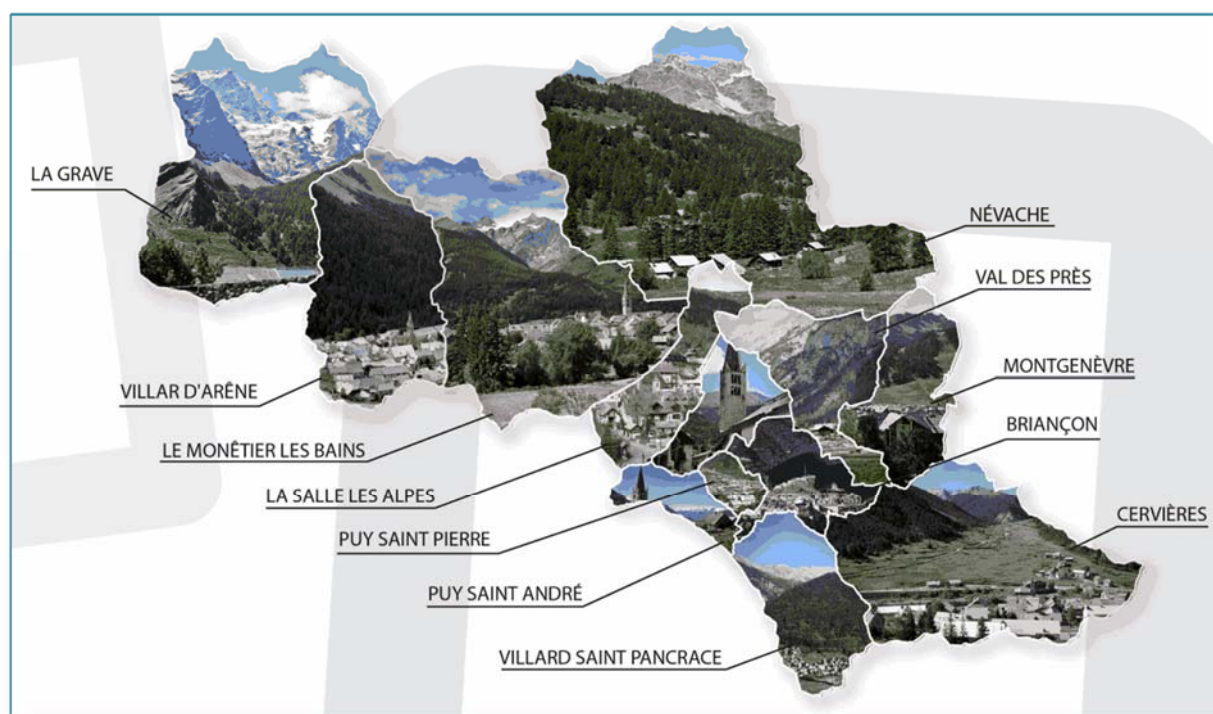 LA GRAVE
NÉVACHE
VAL DES PRÈS
MONTGENÈVRE
VILLAR D'ARÊNE
BRIANÇON
LE MONÊTIER LES BAINS
LA SALLE LES ALPES
CERVIÈRES
PUY SAINT PIERRE
PUY SAINT ANDRÉ
VILLARD SAINT PANCRACE